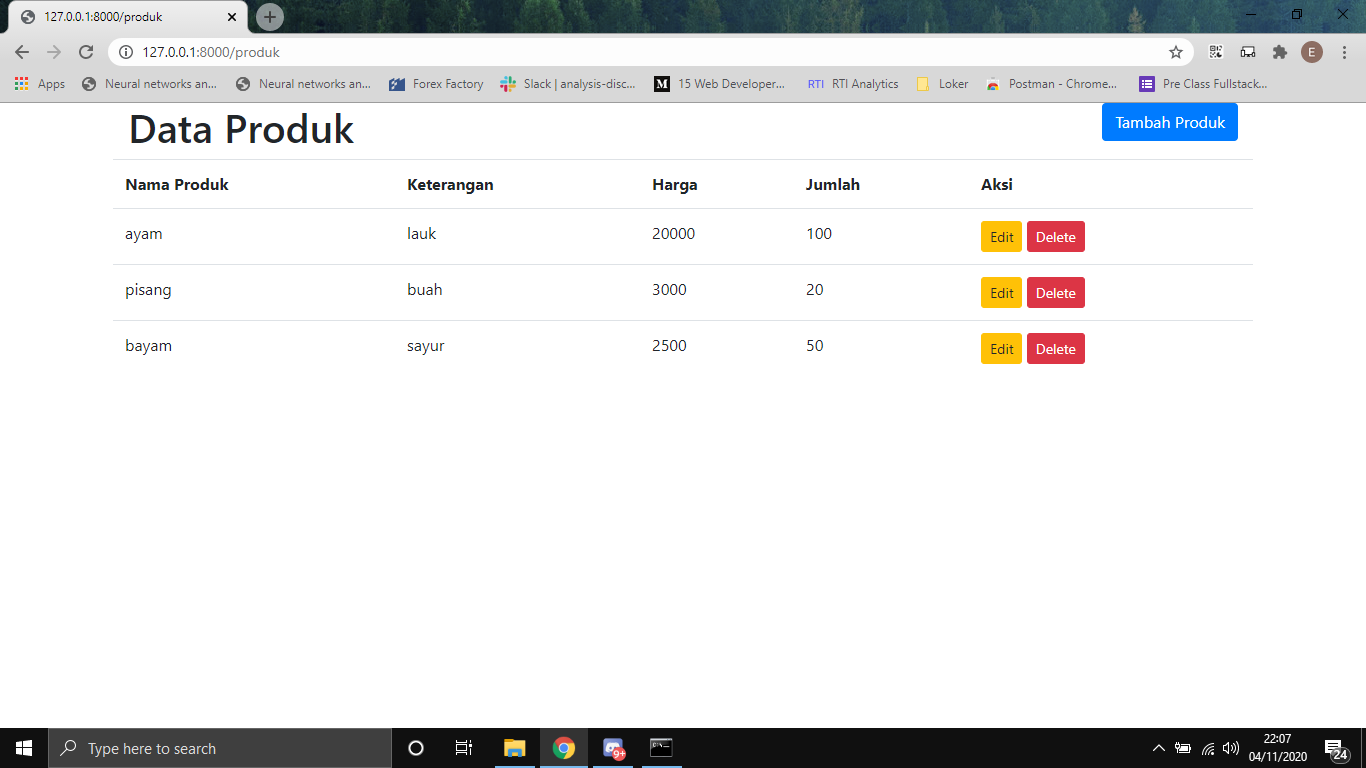 127.0.0.1:8000/produk
127.0.0.1:8000/produk
E
Apps Neural networks an... Neural networks an... Forex Factory Slack | analysis-disc... M 15 Web Developer... RTI RTI Analytics Loker Postman - Chrome... Pre Class Fullstack...
Data Produk Tambah Produk
Nama Produk Keterangan Harga Jumlah Aksi
ayam lauk 20000 100 Edit Delete
pisang buah 3000 20 Edit Delete
bayam sayur 2500 50 Edit Delete
Type here to search 9+ 22:07
04/11/2020 24